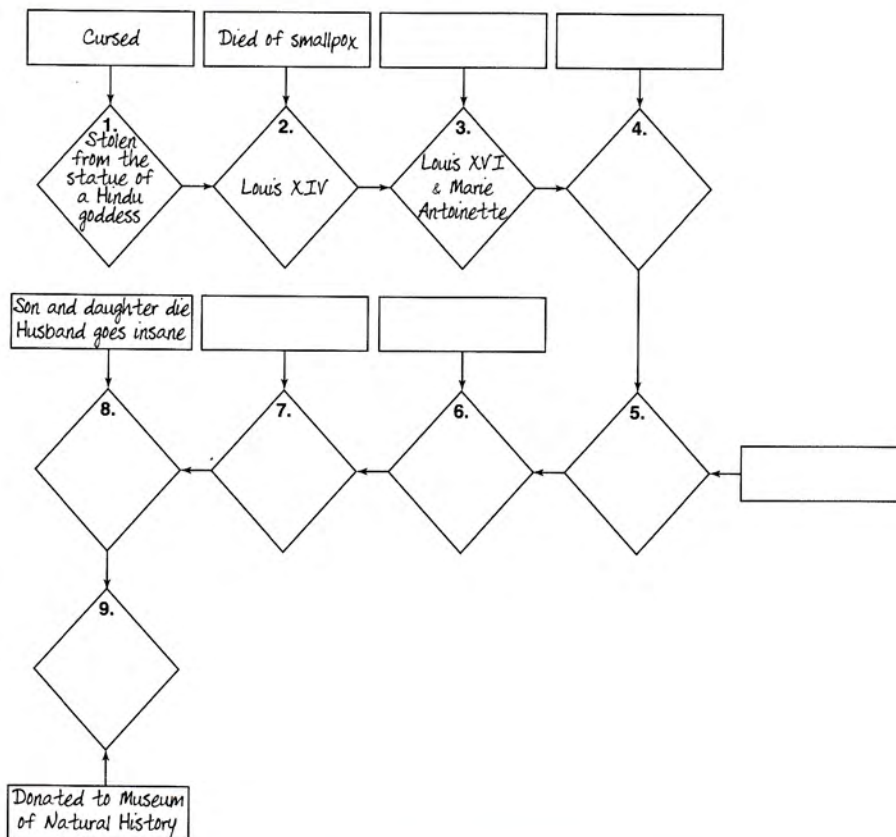 Cursed
Died of smallpox
1.
Stolen
from the
statue of
a Hindu
goddess
2.
Louis XIV
3.
Louis XVI
& Marie
Antoinette
4.
Son and daughter die
Husband goes insane
8.
7.
6.
5.
9.
Donated to Museum
of Natural History